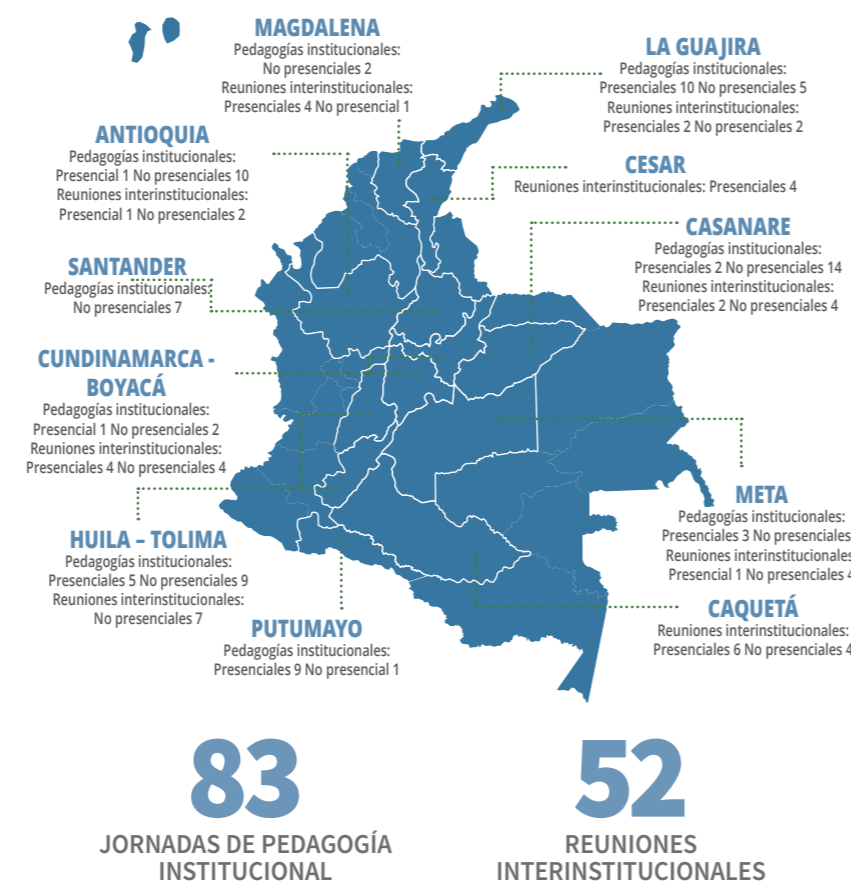 MAGDALENA
Pedagogías institucionales:
No presenciales 2
Reuniones interinstitucionales:
Presenciales 4 No presencial 1
LA GUAJIRA
Pedagogías institucionales:
Presenciales 10 No presenciales 5
Reuniones interinstitucionales:
Presenciales 2 No presenciales 2
ANTIOQUIA
Pedagogías institucionales:
Presencial 1 No presenciales 10
Reuniones interinstitucionales:
Presencial 1 No presenciales 2
CESAR
Reuniones interinstitucionales: Presenciales 4
CASANARE
Pedagogías institucionales:
Presenciales 2 No presenciales 14
Reuniones interinstitucionales:
Presenciales 2 No presenciales 4
SANTANDER
Pedagogías institucionales:
No presenciales 7
CUNDINAMARCA -
BOYACÁ
Pedagogías institucionales:
Presencial 1 No presenciales 2
Reuniones interinstitucionales:
Presenciales 4 No presenciales 4
META
Pedagogías institucionales:
Presenciales 3 No presenciales
Reuniones interinstitucionales
Presencial 1 No presenciales 4
HUILA – TOLIMA
Pedagogías institucionales:
Presenciales 5 No presenciales 9
Reuniones interinstitucionales:
No presenciales 7
CAQUETÁ
Reuniones interinstitucionales:
Presenciales 6 No presenciales 4
PUTUMAYO
Pedagogías institucionales:
Presenciales 9 No presencial 1
83
JORNADAS DE PEDAGOGÍA
INSTITUCIONAL
52
REUNIONES
INTERINSTITUCIONALES